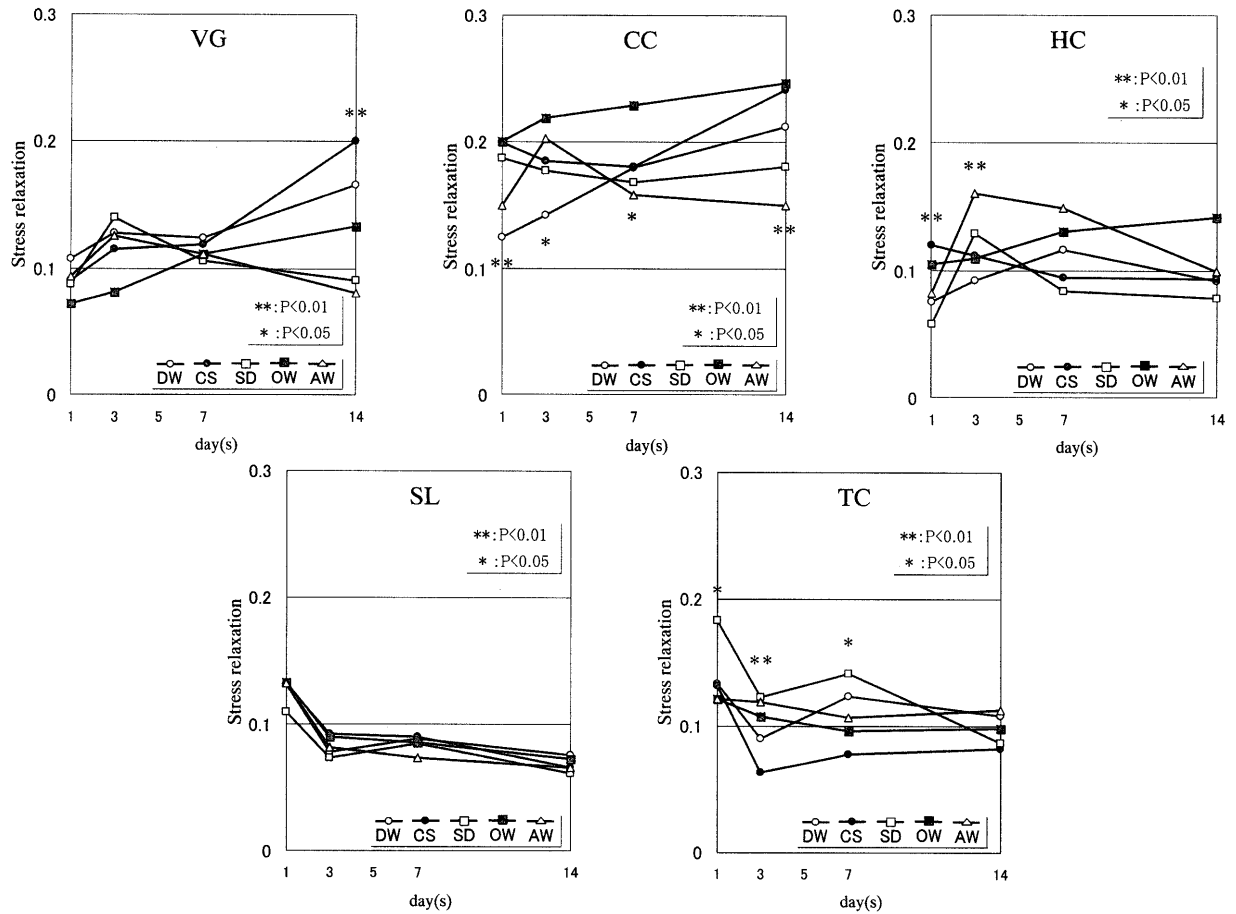 VG
Stress relaxation
0.3
0.2
0.1
0
**
**:P<0.01
*:P<0.05
DW CS SD OW AW
1 3 5 7 14
day(s)
CC
Stress relaxation
0.3
0.2
0.1
0
**
*
*
**
**:P<0.01
*:P<0.05
DW CS SD OW AW
1 3 5 7 14
day(s)
HC
Stress relaxation
0.3
0.2
0.1
0
**:P<0.01
*:P<0.05
**
**
DW CS SD OW AW
1 3 5 7 14
day(s)
SL
Stress relaxation
0.3
0.2
0.1
0
**:P<0.01
*:P<0.05
DW CS SD OW AW
1 3 5 7 14
day(s)
TC
Stress relaxation
0.3
0.2
0.1
0
**:P<0.01
*:P<0.05
*
**
*
DW CS SD OW AW
1 3 5 7 14
day(s)